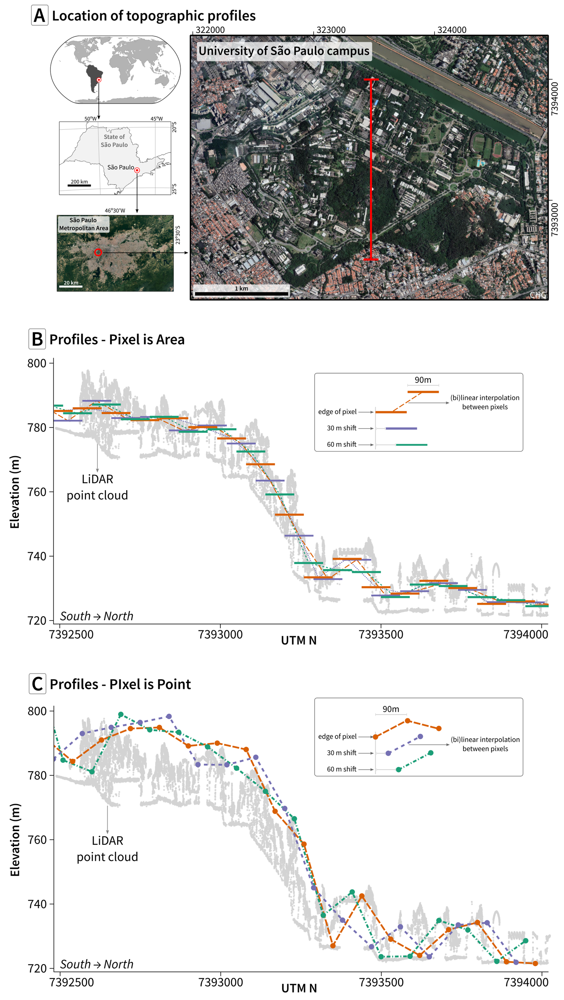 A Location of topographic profiles
322000 323000 324000
University of São Paulo campus
7394000
7393000
50°W 45°W
20°S
State of
São Paulo
São Paulo
200 km
25°S
46°30'W
São Paulo
Metropolitan Area
23°30'S
20 km
1 km
CHG
B Profiles - Pixel is Area
800
780
760
740
720
Elevation (m)
90m
(bi)linear interpolation
between pixels
edge of pixel
30 m shift
60 m shift
LiDAR
point cloud
South → North
7392500 7393000 7393500 7394000
UTM N
C Profiles - PIxel is Point
800
780
760
740
720
Elevation (m)
90m
edge of pixel
(bi)linear interpolation
between pixels
30 m shift
60 m shift
LiDAR
point cloud
South → North
7392500 7393000 7393500 7394000
UTM N